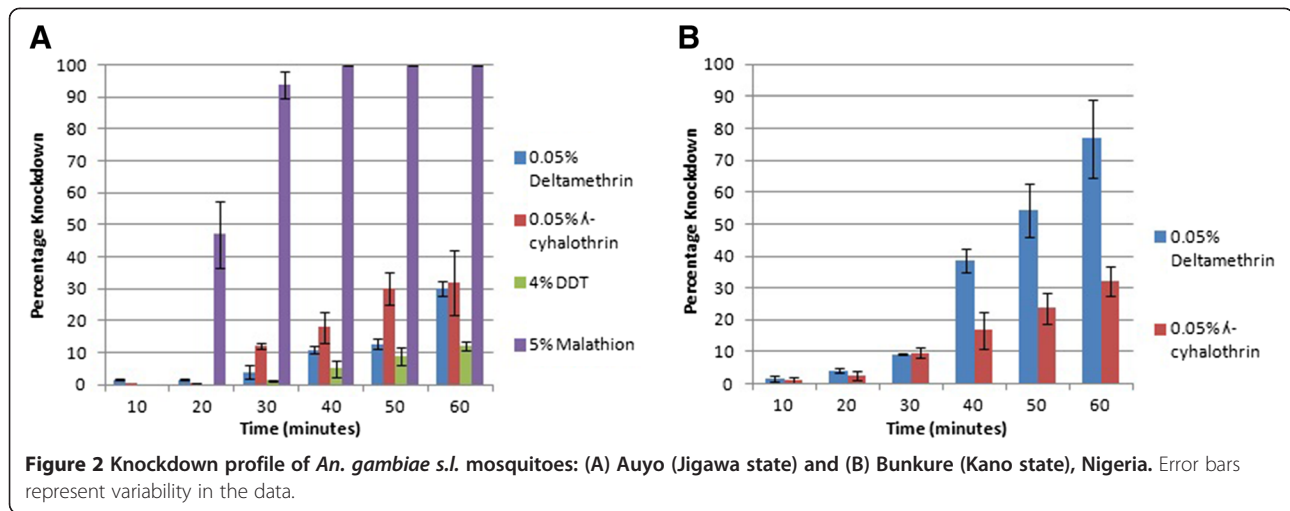 A
Percentage Knockdown
100
90
80
70
60
50
40
30
20
10
0
10 20 30 40 50 60
Time (minutes)
0.05%
Deltamethrin
0.05% ʎ-
cyhalothrin
4% DDT
5% Malathion
B
Percentage Knockdown
100
90
80
70
60
50
40
30
20
10
0
10 20 30 40 50 60
Time (minutes)
0.05%
Deltamethrin
0.05% ʎ-
cyhalothrin
Figure 2 Knockdown profile of An. gambiae s.l. mosquitoes: (A) Auyo (Jigawa state) and (B) Bunkure (Kano state), Nigeria. Error bars
represent variability in the data.